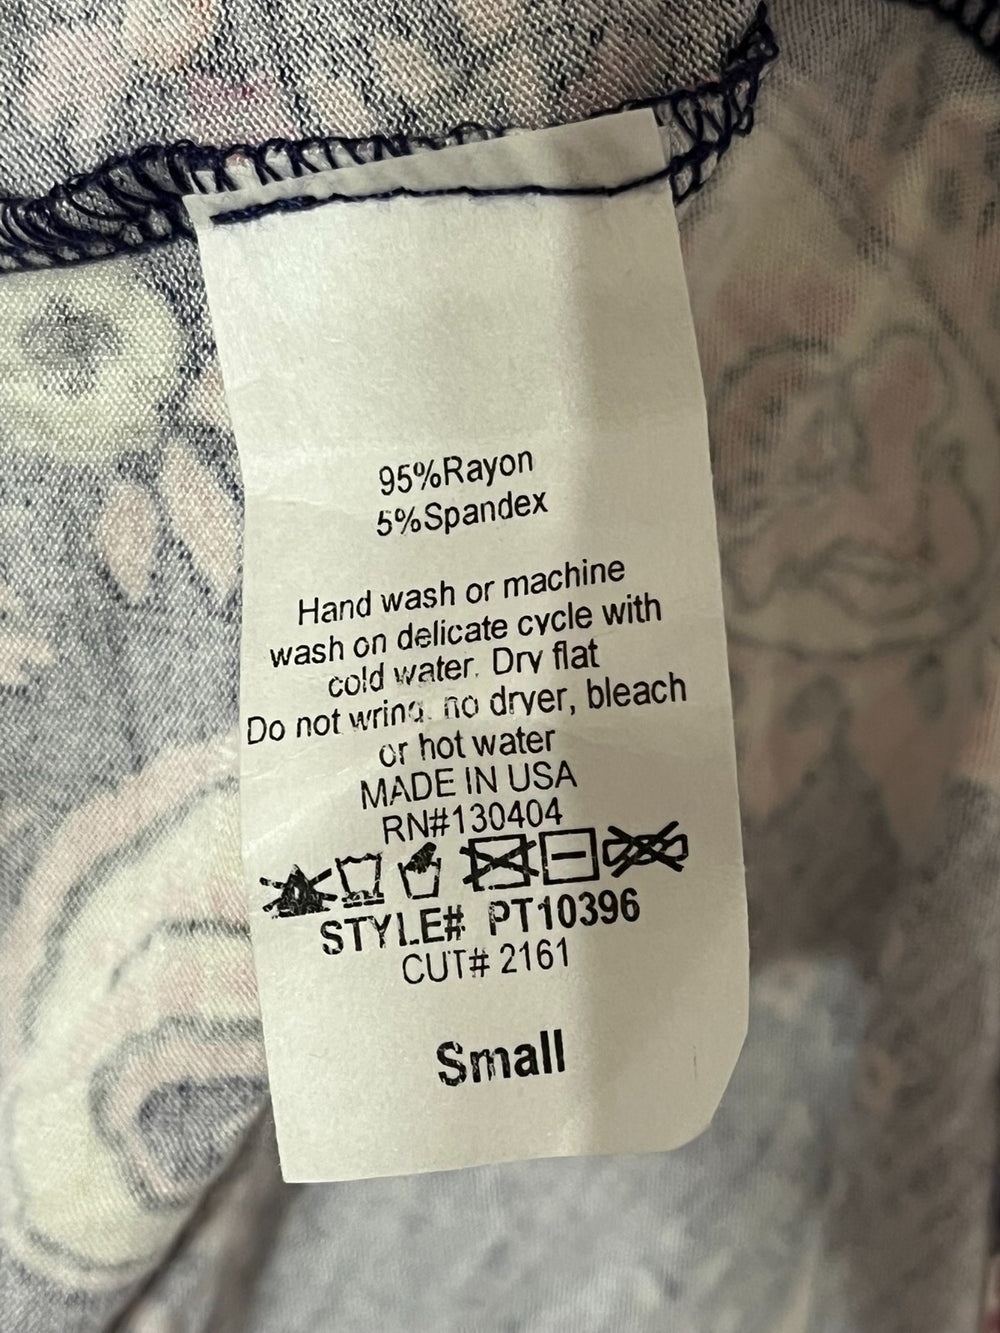 95%Rayon
5%Spandex
Hand wash or machine
wash on delicate cycle with
cold water. Dry flat
Do not wring, no dryer, bleach
or hot water
MADE IN USA
RN#130404
STYLE# PT10396
CUT# 2161
Small